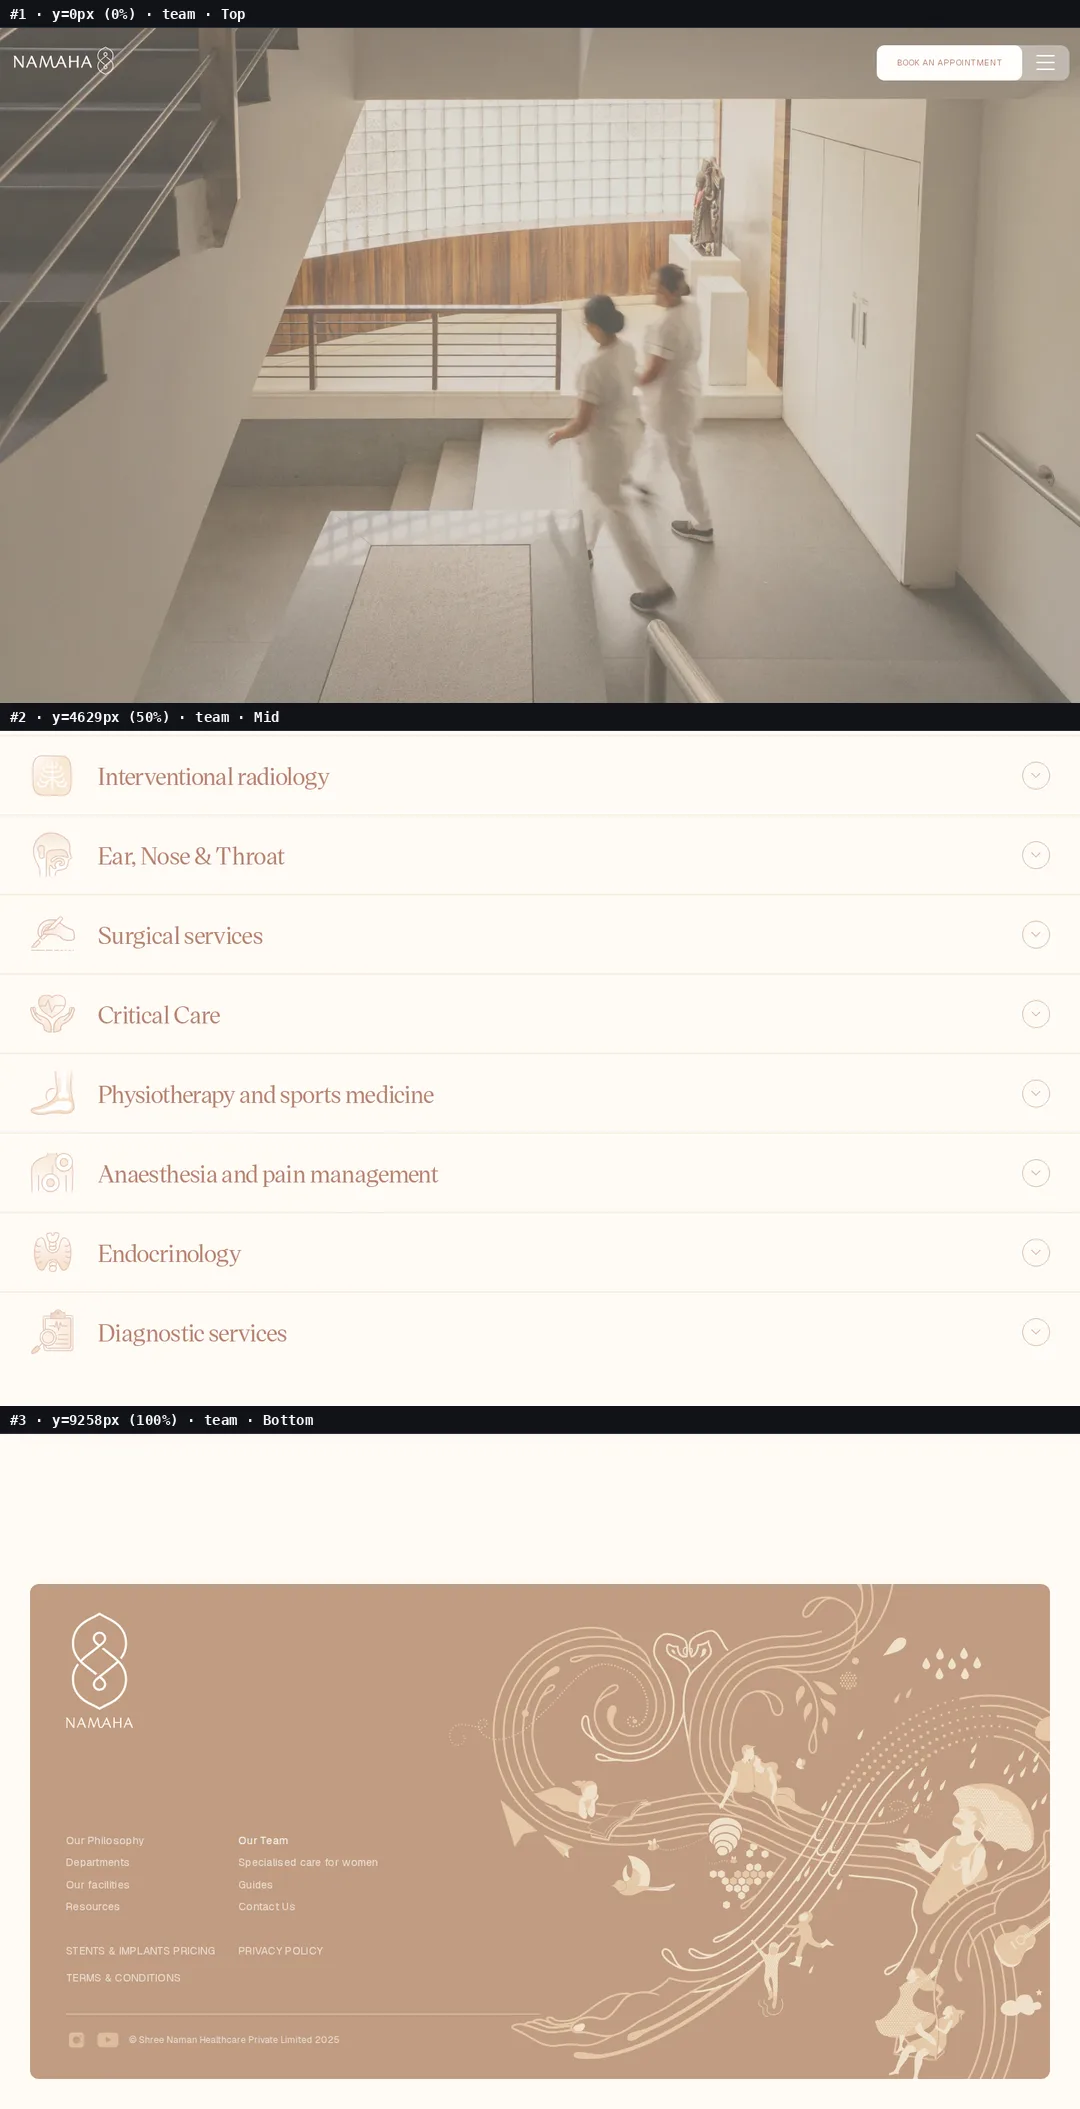 #1 · y=0px (0%) · team · Top
NAMAHA
BOOK AN APPOINTMENT
#2 · y=4629px (50%) · team · Mid
Interventional radiology
Ear, Nose & Throat
Surgical services
Critical Care
Physiotherapy and sports medicine
Anaesthesia and pain management
Endocrinology
Diagnostic services
#3 · y=9258px (100%) · team · Bottom
NAMAHA
Our Philosophy
Departments
Our facilities
Resources
Our Team
Specialised care for women
Guides
Contact Us
STENTS & IMPLANTS PRICING
PRIVACY POLICY
TERMS & CONDITIONS
© Shree Naman Healthcare Private Limited 2025